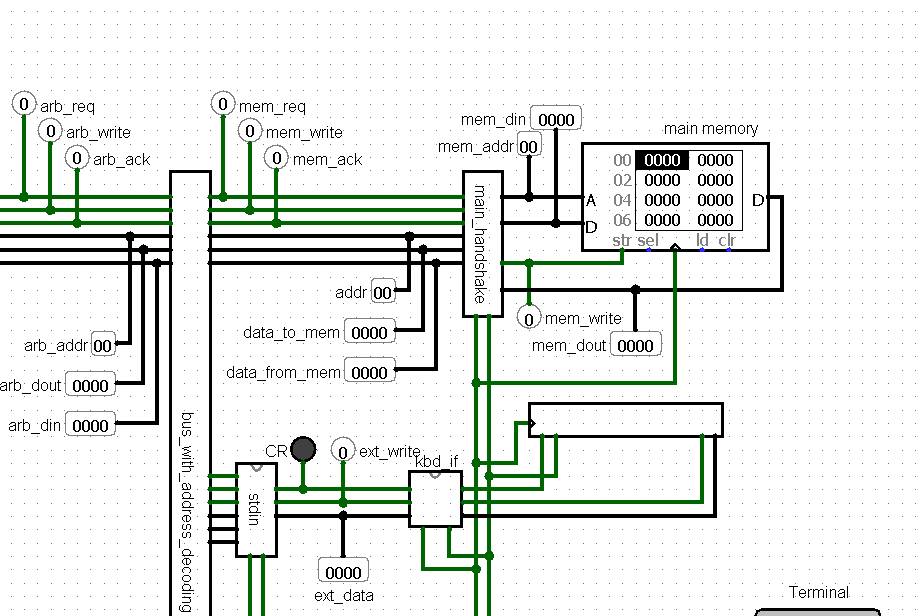 0 arb_req
0 arb_write
0 arb_ack
0 mem_req
0 mem_write
0 mem_ack
mem_din 0000
mem_addr 00
main memory
00 0000 0000
02 0000 0000
04 0000 0000
06 0000 0000
A
D
D
str sel ld clr
main_handshake
addr 00
data_to_mem 0000
data_from_mem 0000
0 mem_write
mem_dout 0000
arb_addr 00
arb_dout 0000
arb_din 0000
bus_with_address_decoding
CR
0 ext_write
kbd_if
stdin
0000
ext_data
Terminal